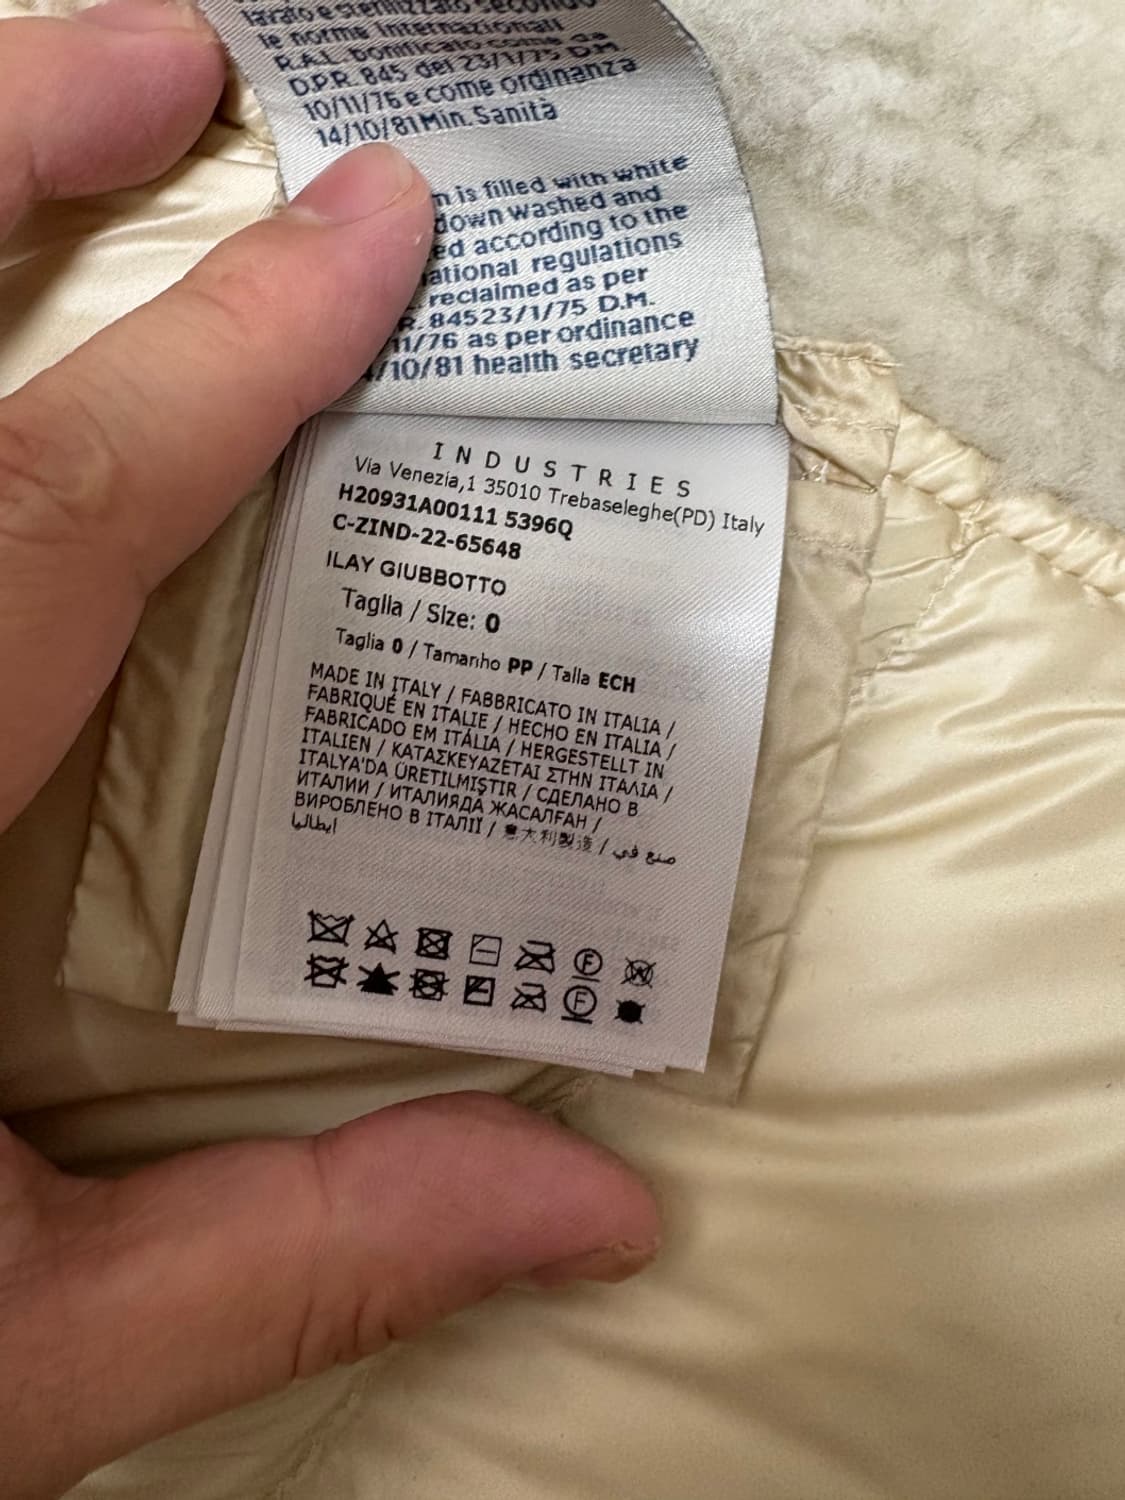 lavato e sterilizzato secondo
le norme internazionali
R.A.L. bonificato come da
D.P.R. 845 del 23/1/75 D.M.
10/11/76 e come ordinanza
14/10/81 Min. Sanità
is filled with white
down washed and
ed according to the
ational regulations
reclaimed as per
R. 84523/1/75 D.M.
11/76 as per ordinance
/10/81 health secretary
INDUSTRIES
Via Venezia,1 35010 Trebaseleghe(PD) Italy
H20931A00111 5396Q
C-ZIND-22-65648
ILAY GIUBBOTTO
Taglia / Size: 0
Taglia 0 / Tamanho PP / Talla ECH
MADE IN ITALY / FABBRICATO IN ITALIA /
FABRIQUÉ EN ITALIE / HECHO EN ITALIA /
FABRICADO EM ITÁLIA / HERGESTELLT IN
ITALIEN / ΚΑΤΑΣΚΕΥΑΖΕΤΑΙ ΣΤΗΝ ΙΤΑΛΙΑ /
ITALYA'DA ÜRETILMIŞTIR / СДЕЛАНО В
ИТАЛИИ / ИТАЛИЯДА ЖАСАЛҒАН /
ВИРОБЛЕНО В ІТАЛІЇ / 意大利製造 / صنع في
ايطاليا
F W
F